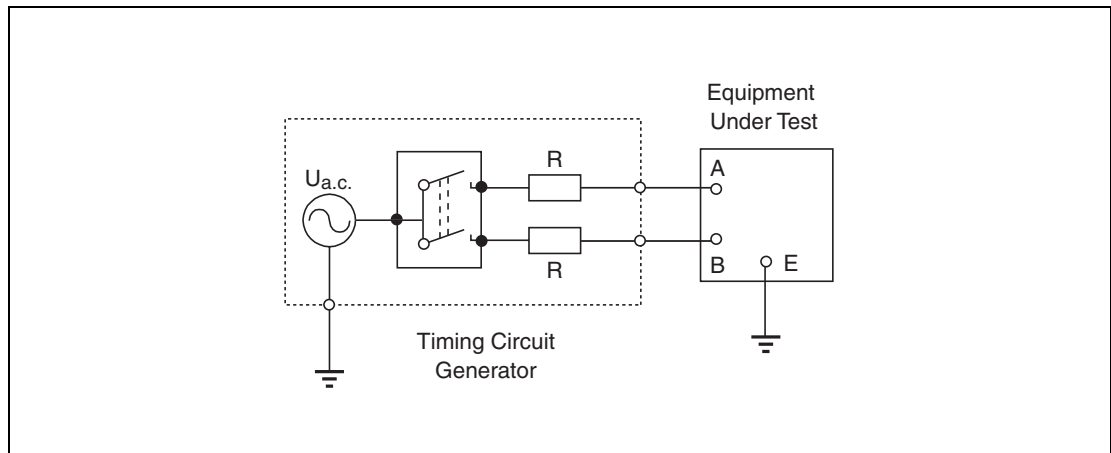 Equipment
Under Test
R
A
Ua.c.
R
B
E
Timing Circuit
Generator